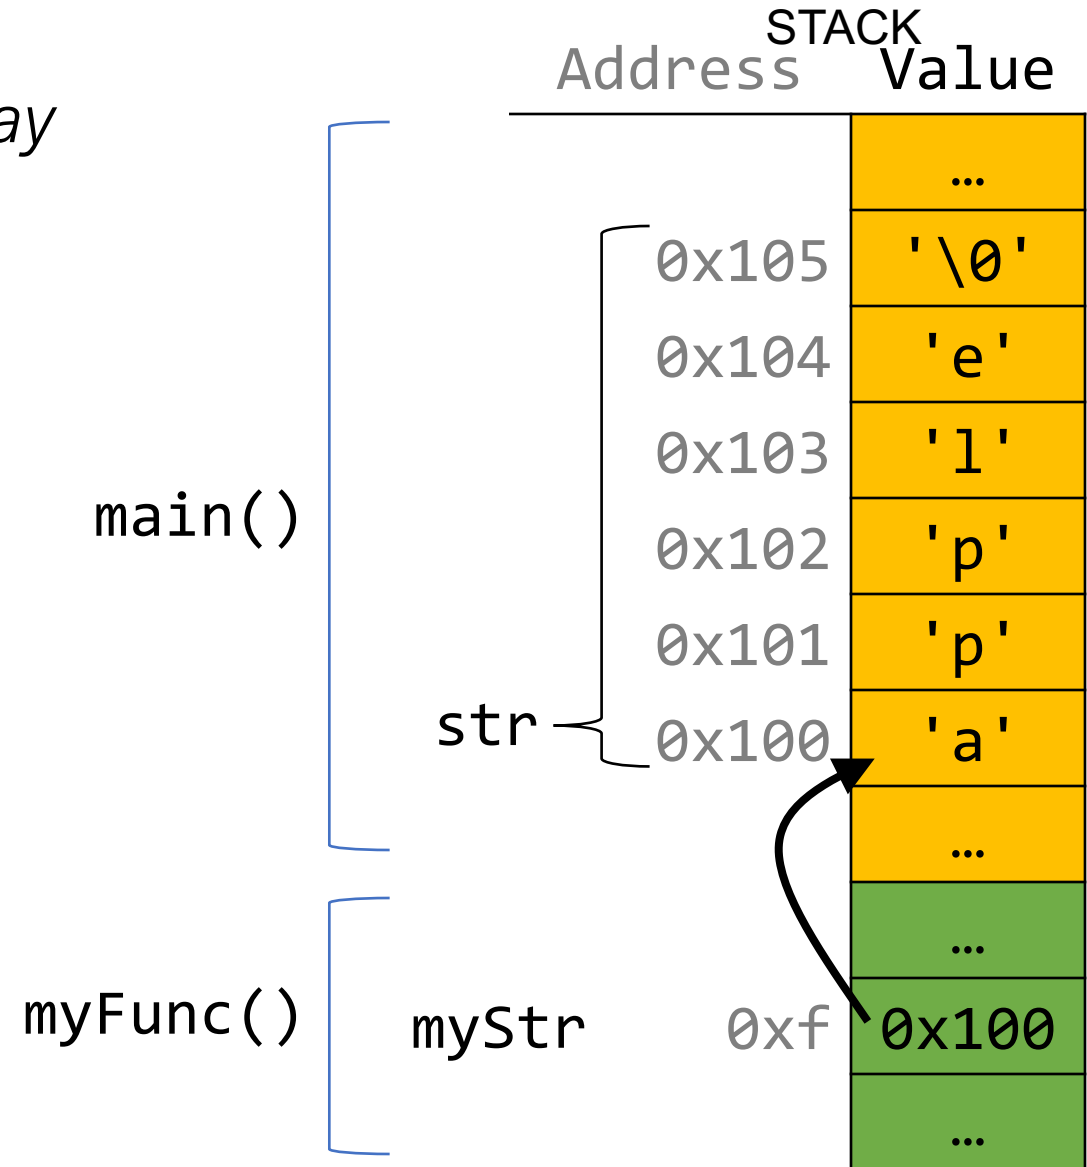 STACK
Address Value
ay
…
0x105 '\0'
0x104 'e'
0x103 'l'
main() 0x102 'p'
0x101 'p'
str 0x100 'a'
…
…
myFunc() myStr 0xf 0x100
…